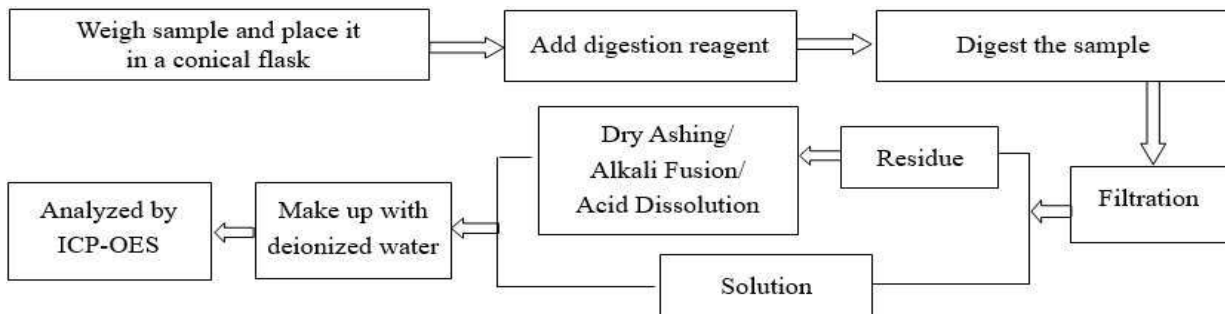 Weigh sample and place it
in a conical flask
Add digestion reagent
Digest the sample
Filtration
Residue
Dry Ashing/
Alkali Fusion/
Acid Dissolution
Solution
Make up with
deionized water
Analyzed by
ICP-OES